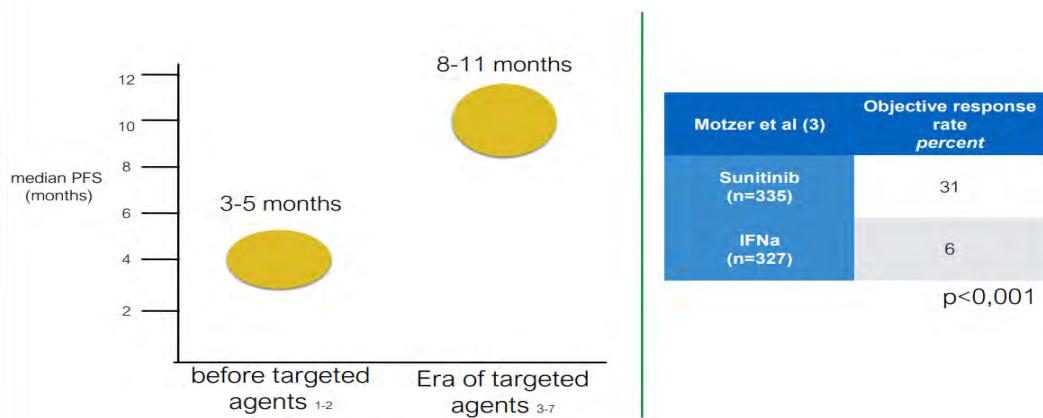 8-11 months
12
10
8
median PFS
(months)
6
3-5 months
4
2
before targeted
agents 1-2
Era of targeted
agents 3-7
Motzer et al (3)
Objective response
rate
percent
Sunitinib
(n=335)
31
IFNa
(n=327)
6
p<0,001